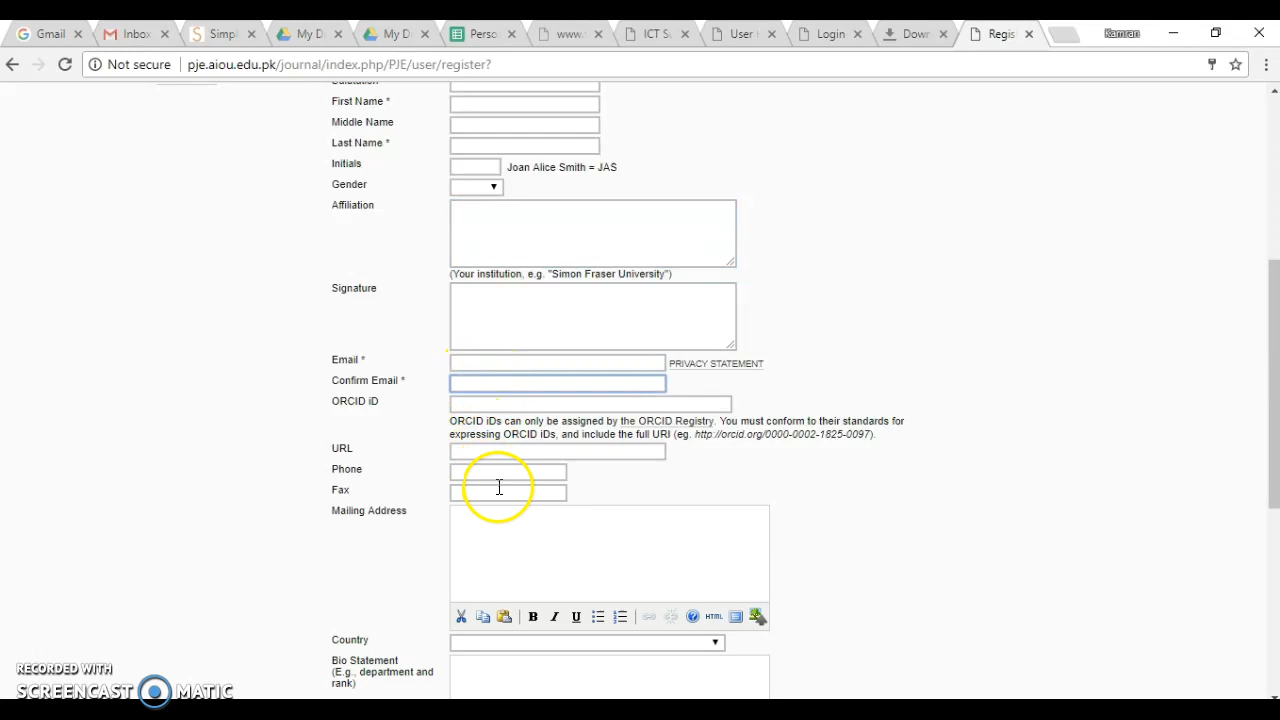 Gmail
Inbox
Simpl
My D
My D
Perso
www.
ICT S
User
Login
Down
Regis
Kamran
Not secure
pje.aiou.edu.pk/journal/index.php/PJE/user/register?
First Name *
Middle Name
Last Name *
Initials
Joan Alice Smith = JAS
Gender
Affiliation
(Your institution, e.g. "Simon Fraser University")
Signature
Email *
PRIVACY STATEMENT
Confirm Email *
ORCID iD
ORCID iDs can only be assigned by the ORCID Registry. You must conform to their standards for
expressing ORCID iDs, and include the full URI (eg. http://orcid.org/0000-0002-1825-0097).
URL
Phone
Fax
Mailing Address
B I U
HTML
Country
Bio Statement
(E.g., department and
rank)
RECORDED WITH
SCREENCAST MATIC